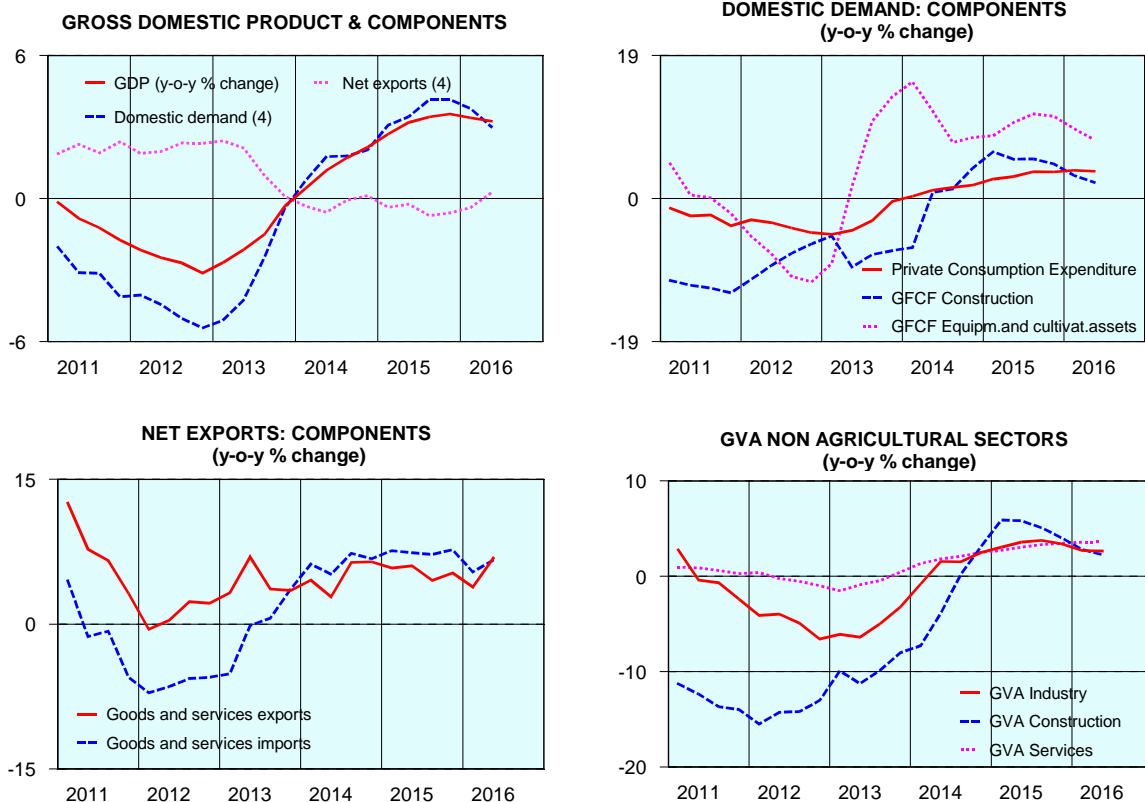 GROSS DOMESTIC PRODUCT & COMPONENTS
6
GDP (y-o-y % change)
Net exports (4)
Domestic demand (4)
0
-6
2011 2012 2013 2014 2015 2016
DOMESTIC DEMAND: COMPONENTS
(y-o-y % change)
19
0
Private Consumption Expenditure
GFCF Construction
GFCF Equipm.and cultivat.assets
-19
2011 2012 2013 2014 2015 2016
NET EXPORTS: COMPONENTS
(y-o-y % change)
15
0
Goods and services exports
Goods and services imports
-15
2011 2012 2013 2014 2015 2016
GVA NON AGRICULTURAL SECTORS
(y-o-y % change)
10
0
-10
GVA Industry
GVA Construction
GVA Services
-20
2011 2012 2013 2014 2015 2016